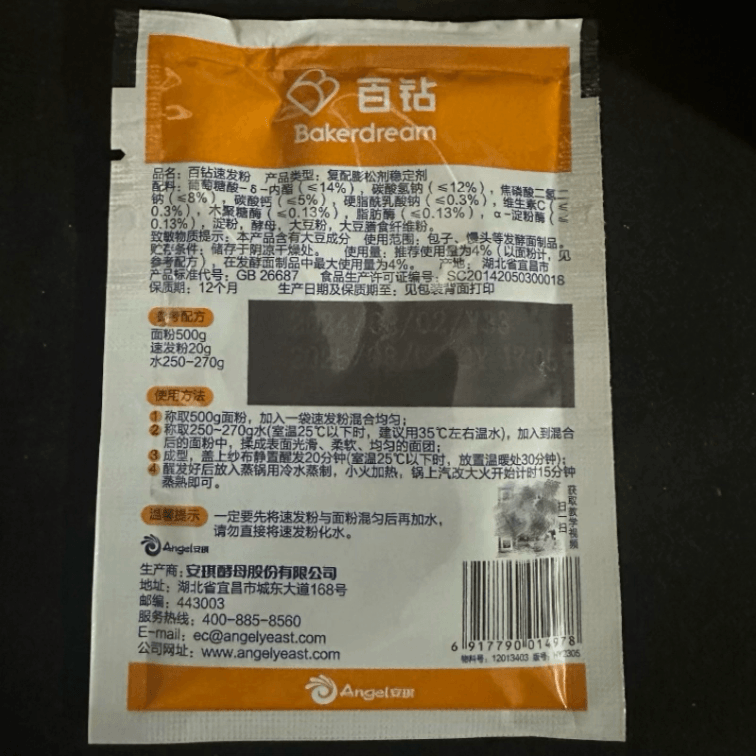 百钻
Bakerdream
品名：百钻速发粉 产品类型：复配膨松剂稳定剂
配料：葡萄糖酸-δ-内酯（≤14%），碳酸氢钠（≤12%），焦磷酸二氢二
钠（≤8%），碳酸钙（≤5%），硬脂酰乳酸钠（≤0.3%），维生素C（≤
0.3%），木聚糖酶（≤0.13%），脂肪酶（≤0.13%），α-淀粉酶（≤
0.13%），淀粉，酵母，大豆粉，大豆膳食纤维粉。
致敏物质提示：本产品含有大豆成分 使用范围：包子、馒头等发酵面制品。
贮存条件：储存于阴凉干燥处。 使用量：推荐使用量为4%（以面粉计，见
参考配方），在发酵面制品中最大使用量为4%。 产地：湖北省宜昌市
产品标准代号：GB 26687 食品生产许可证编号：SC20142050300018
保质期：12个月 生产日期及保质期至：见包装背面打印
参考配方
面粉500g
速发粉20g
水250-270g
使用方法
1 称取500g面粉，加入一袋速发粉混合均匀；
2 称取250~270g水(室温25℃以下时，建议用35℃左右温水)，加入到混合
后的面粉中，揉成表面光滑、柔软、均匀的面团；
3 成型，盖上纱布静置醒发20分钟(室温25℃以下时，放置温暖处30分钟)；
4 醒发好后放入蒸锅用冷水蒸制，小火加热，锅上汽改大火开始计时15分钟
蒸熟即可。
温馨提示
一定要先将速发粉与面粉混匀后再加水，
请勿直接将速发粉化水。
扫一扫
获取教学视频
Angel安琪
生产商：安琪酵母股份有限公司
地址：湖北省宜昌市城东大道168号
邮编：443003
服务热线：400-885-8560
E-mail：ec@angelyeast.com
公司网址：www.angelyeast.com
6 917790 014978
物料号：12013403 版号：HY2305
Angel安琪